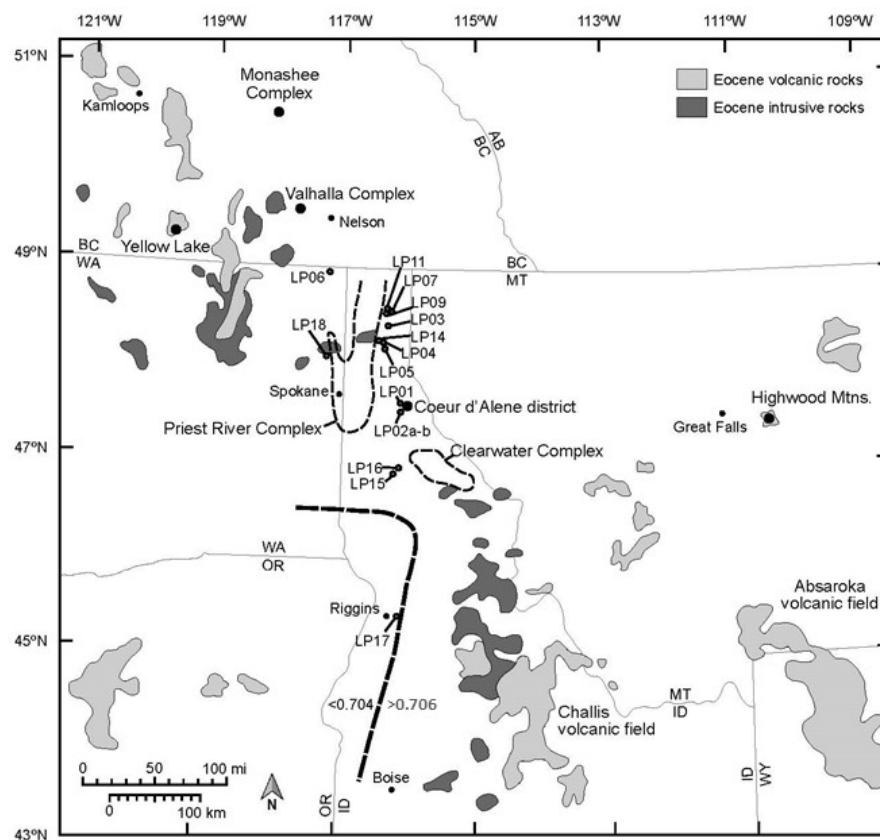 121ºW
119ºW
117ºW
115ºW
113ºW
111ºW
109ºW
51ºN
Monashee
Complex
Kamloops
Eocene volcanic rocks
Eocene intrusive rocks
AB
BC
Valhalla Complex
Nelson
Yellow Lake
49ºN
BC
WA
BC
MT
LP06
LP11
LP07
LP09
LP03
LP18
LP14
LP04
LP05
Spokane
LP01
Coeur d'Alene district
Highwood Mtns.
Great Falls
47ºN
Priest River Complex
LP02a-b
Clearwater Complex
LP16
LP15
WA
OR
Absaroka
volcanic field
45ºN
Riggins
LP17
<0.704
>0.706
MT
ID
Challis
volcanic field
0 50 100 mi
0 100 km
N
Boise
OR
ID
ID
WY
43ºN